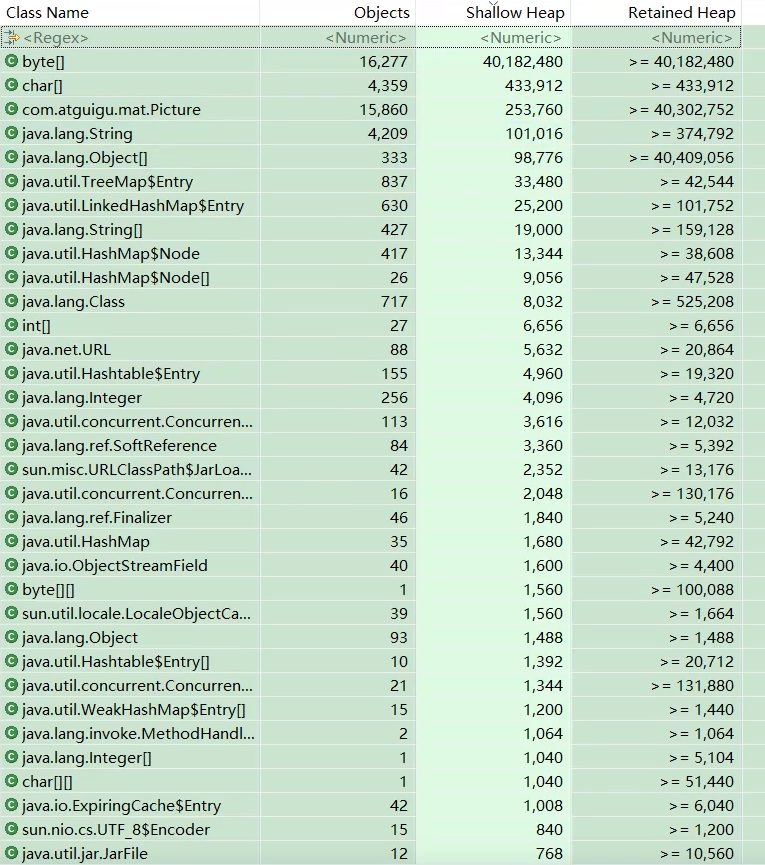 Class Name Objects Shallow Heap Retained Heap
<Regex> <Numeric> <Numeric> <Numeric>
byte[] 16,277 40,182,480 >= 40,182,480
char[] 4,359 433,912 >= 433,912
com.atguigu.mat.Picture 15,860 253,760 >= 40,302,752
java.lang.String 4,209 101,016 >= 374,792
java.lang.Object[] 333 98,776 >= 40,409,056
java.util.TreeMap$Entry 837 33,480 >= 42,544
java.util.LinkedHashMap$Entry 630 25,200 >= 101,752
java.lang.String[] 427 19,000 >= 159,128
java.util.HashMap$Node 417 13,344 >= 38,608
java.util.HashMap$Node[] 26 9,056 >= 47,528
java.lang.Class 717 8,032 >= 525,208
int[] 27 6,656 >= 6,656
java.net.URL 88 5,632 >= 20,864
java.util.Hashtable$Entry 155 4,960 >= 19,320
java.lang.Integer 256 4,096 >= 4,720
java.util.concurrent.Concurren... 113 3,616 >= 12,032
java.lang.ref.SoftReference 84 3,360 >= 5,392
sun.misc.URLClassPath$JarLoa... 42 2,352 >= 13,176
java.util.concurrent.Concurren... 16 2,048 >= 130,176
java.lang.ref.Finalizer 46 1,840 >= 5,240
java.util.HashMap 35 1,680 >= 42,792
java.io.ObjectStreamField 40 1,600 >= 4,400
byte[][] 1 1,560 >= 100,088
sun.util.locale.LocaleObjectCa... 39 1,560 >= 1,664
java.lang.Object 93 1,488 >= 1,488
java.util.Hashtable$Entry[] 10 1,392 >= 20,712
java.util.concurrent.Concurren... 21 1,344 >= 131,880
java.util.WeakHashMap$Entry[] 15 1,200 >= 1,440
java.lang.invoke.MethodHandl... 2 1,064 >= 1,064
java.lang.Integer[] 1 1,040 >= 5,104
char[][] 1 1,040 >= 51,440
java.io.ExpiringCache$Entry 42 1,008 >= 6,040
sun.nio.cs.UTF_8$Encoder 15 840 >= 1,200
java.util.jar.JarFile 12 768 >= 10,560